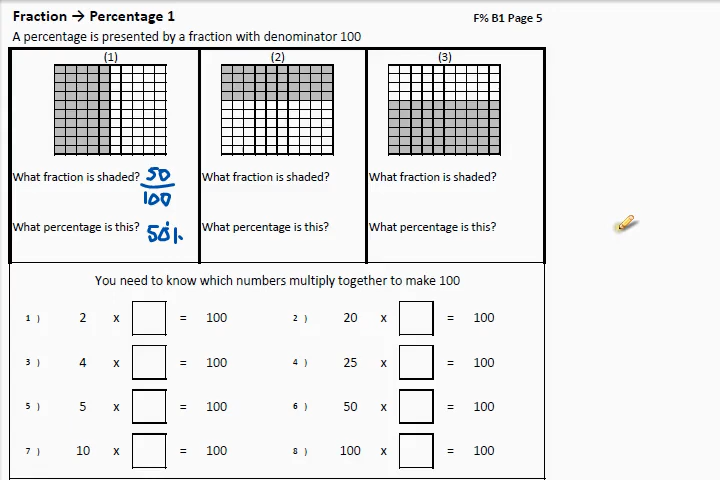 Fraction → Percentage 1
F% B1 Page 5
A percentage is presented by a fraction with denominator 100
(1) (2) (3)
What fraction is shaded? 50/100 What fraction is shaded? What fraction is shaded?
What percentage is this? 50% What percentage is this? What percentage is this?
You need to know which numbers multiply together to make 100
1 ) 2 x = 100 2 ) 20 x = 100
3 ) 4 x = 100 4 ) 25 x = 100
5 ) 5 x = 100 6 ) 50 x = 100
7 ) 10 x = 100 8 ) 100 x = 100